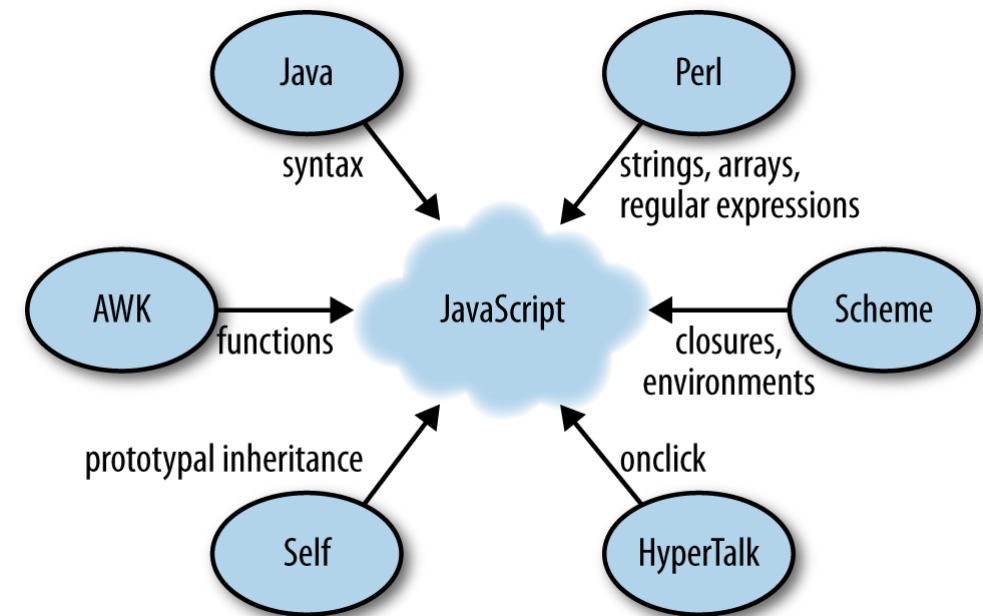 Java
Perl
syntax
strings, arrays,
regular expressions
AWK
JavaScript
Scheme
functions
closures,
environments
prototypal inheritance
onclick
Self
HyperTalk